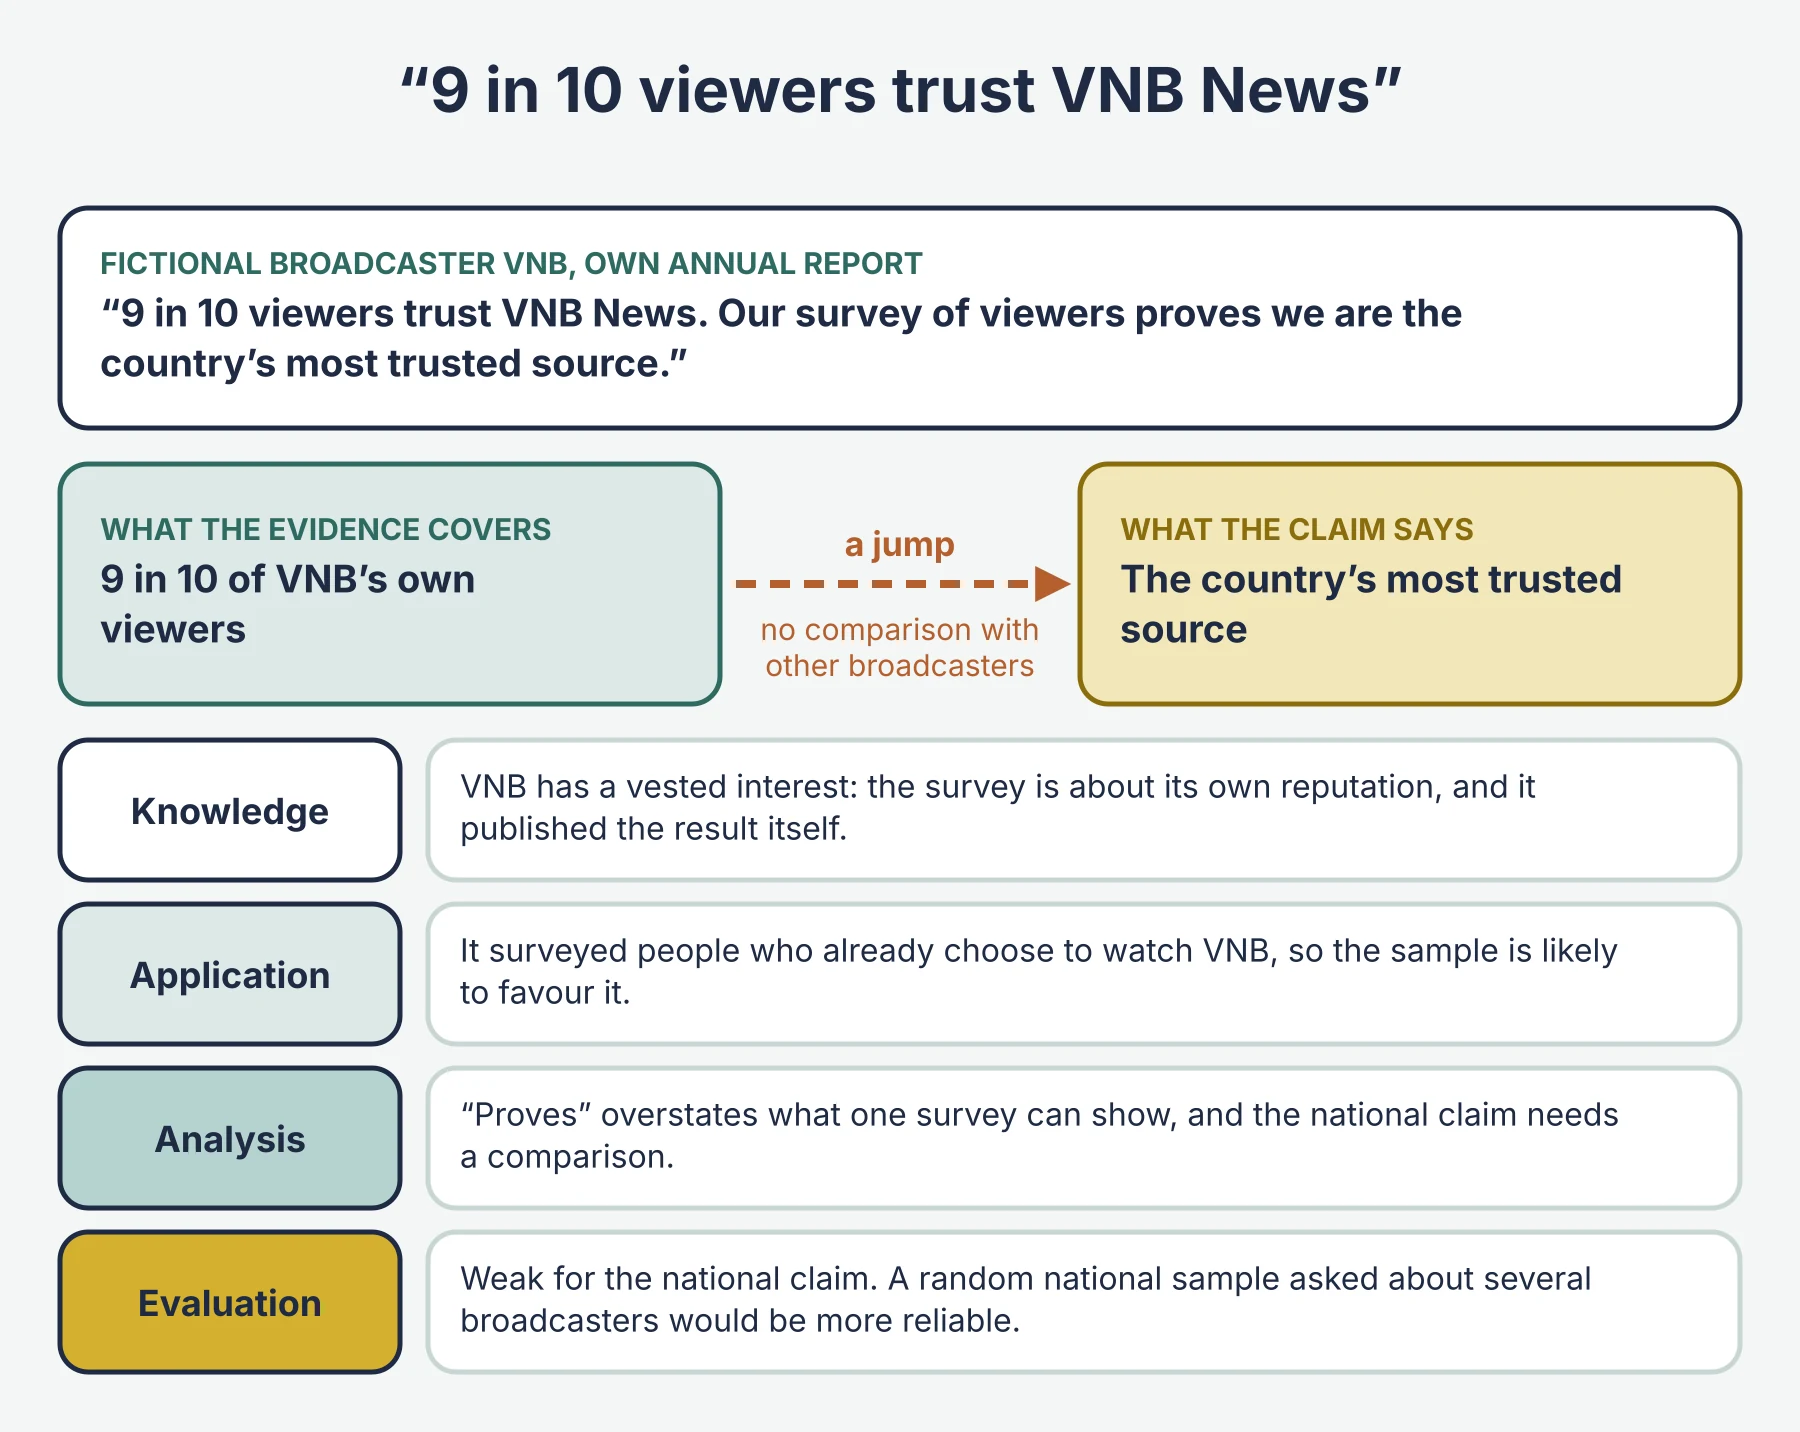 “9 in 10 viewers trust VNB News”
FICTIONAL BROADCASTER VNB, OWN ANNUAL REPORT
“9 in 10 viewers trust VNB News. Our survey of viewers proves we are the
country’s most trusted source.”
WHAT THE EVIDENCE COVERS
9 in 10 of VNB’s own
viewers
a jump
no comparison with
other broadcasters
WHAT THE CLAIM SAYS
The country’s most trusted
source
Knowledge
VNB has a vested interest: the survey is about its own reputation, and it
published the result itself.
Application
It surveyed people who already choose to watch VNB, so the sample is likely
to favour it.
Analysis
“Proves” overstates what one survey can show, and the national claim needs
a comparison.
Evaluation
Weak for the national claim. A random national sample asked about several
broadcasters would be more reliable.